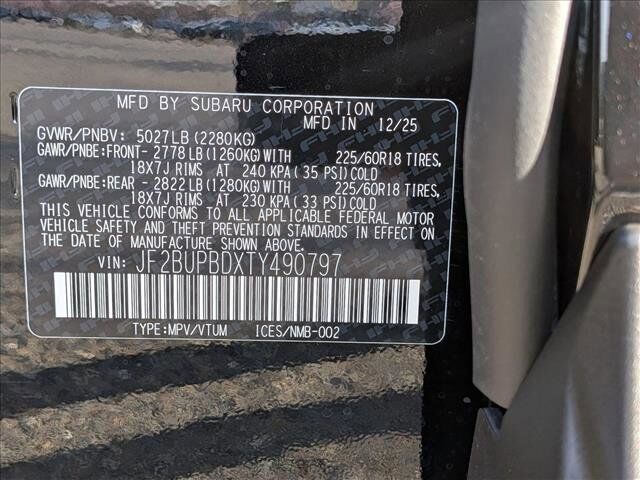 MFD BY SUBARU CORPORATION
MFD IN 12/25
GVWR/PNBV: 5027LB (2280KG)
GAWR/PNBE:FRONT- 2778 LB (1260KG) WITH 225/60R18 TIRES,
18X7J RIMS AT 240 KPA ( 35 PSI) COLD
GAWR/PNBE:REAR - 2822 LB (1280KG) WITH 225/60R18 TIRES,
18X7J RIMS AT 230 KPA ( 33 PSI) COLD
THIS VEHICLE CONFORMS TO ALL APPLICABLE FEDERAL MOTOR
VEHICLE SAFETY AND THEFT PREVENTION STANDARDS IN EFFECT ON
THE DATE OF MANUFACTURE SHOWN ABOVE.
VIN: JF2BUPBDXTY490797
TYPE:MPV/VTUM ICES/NMB-002